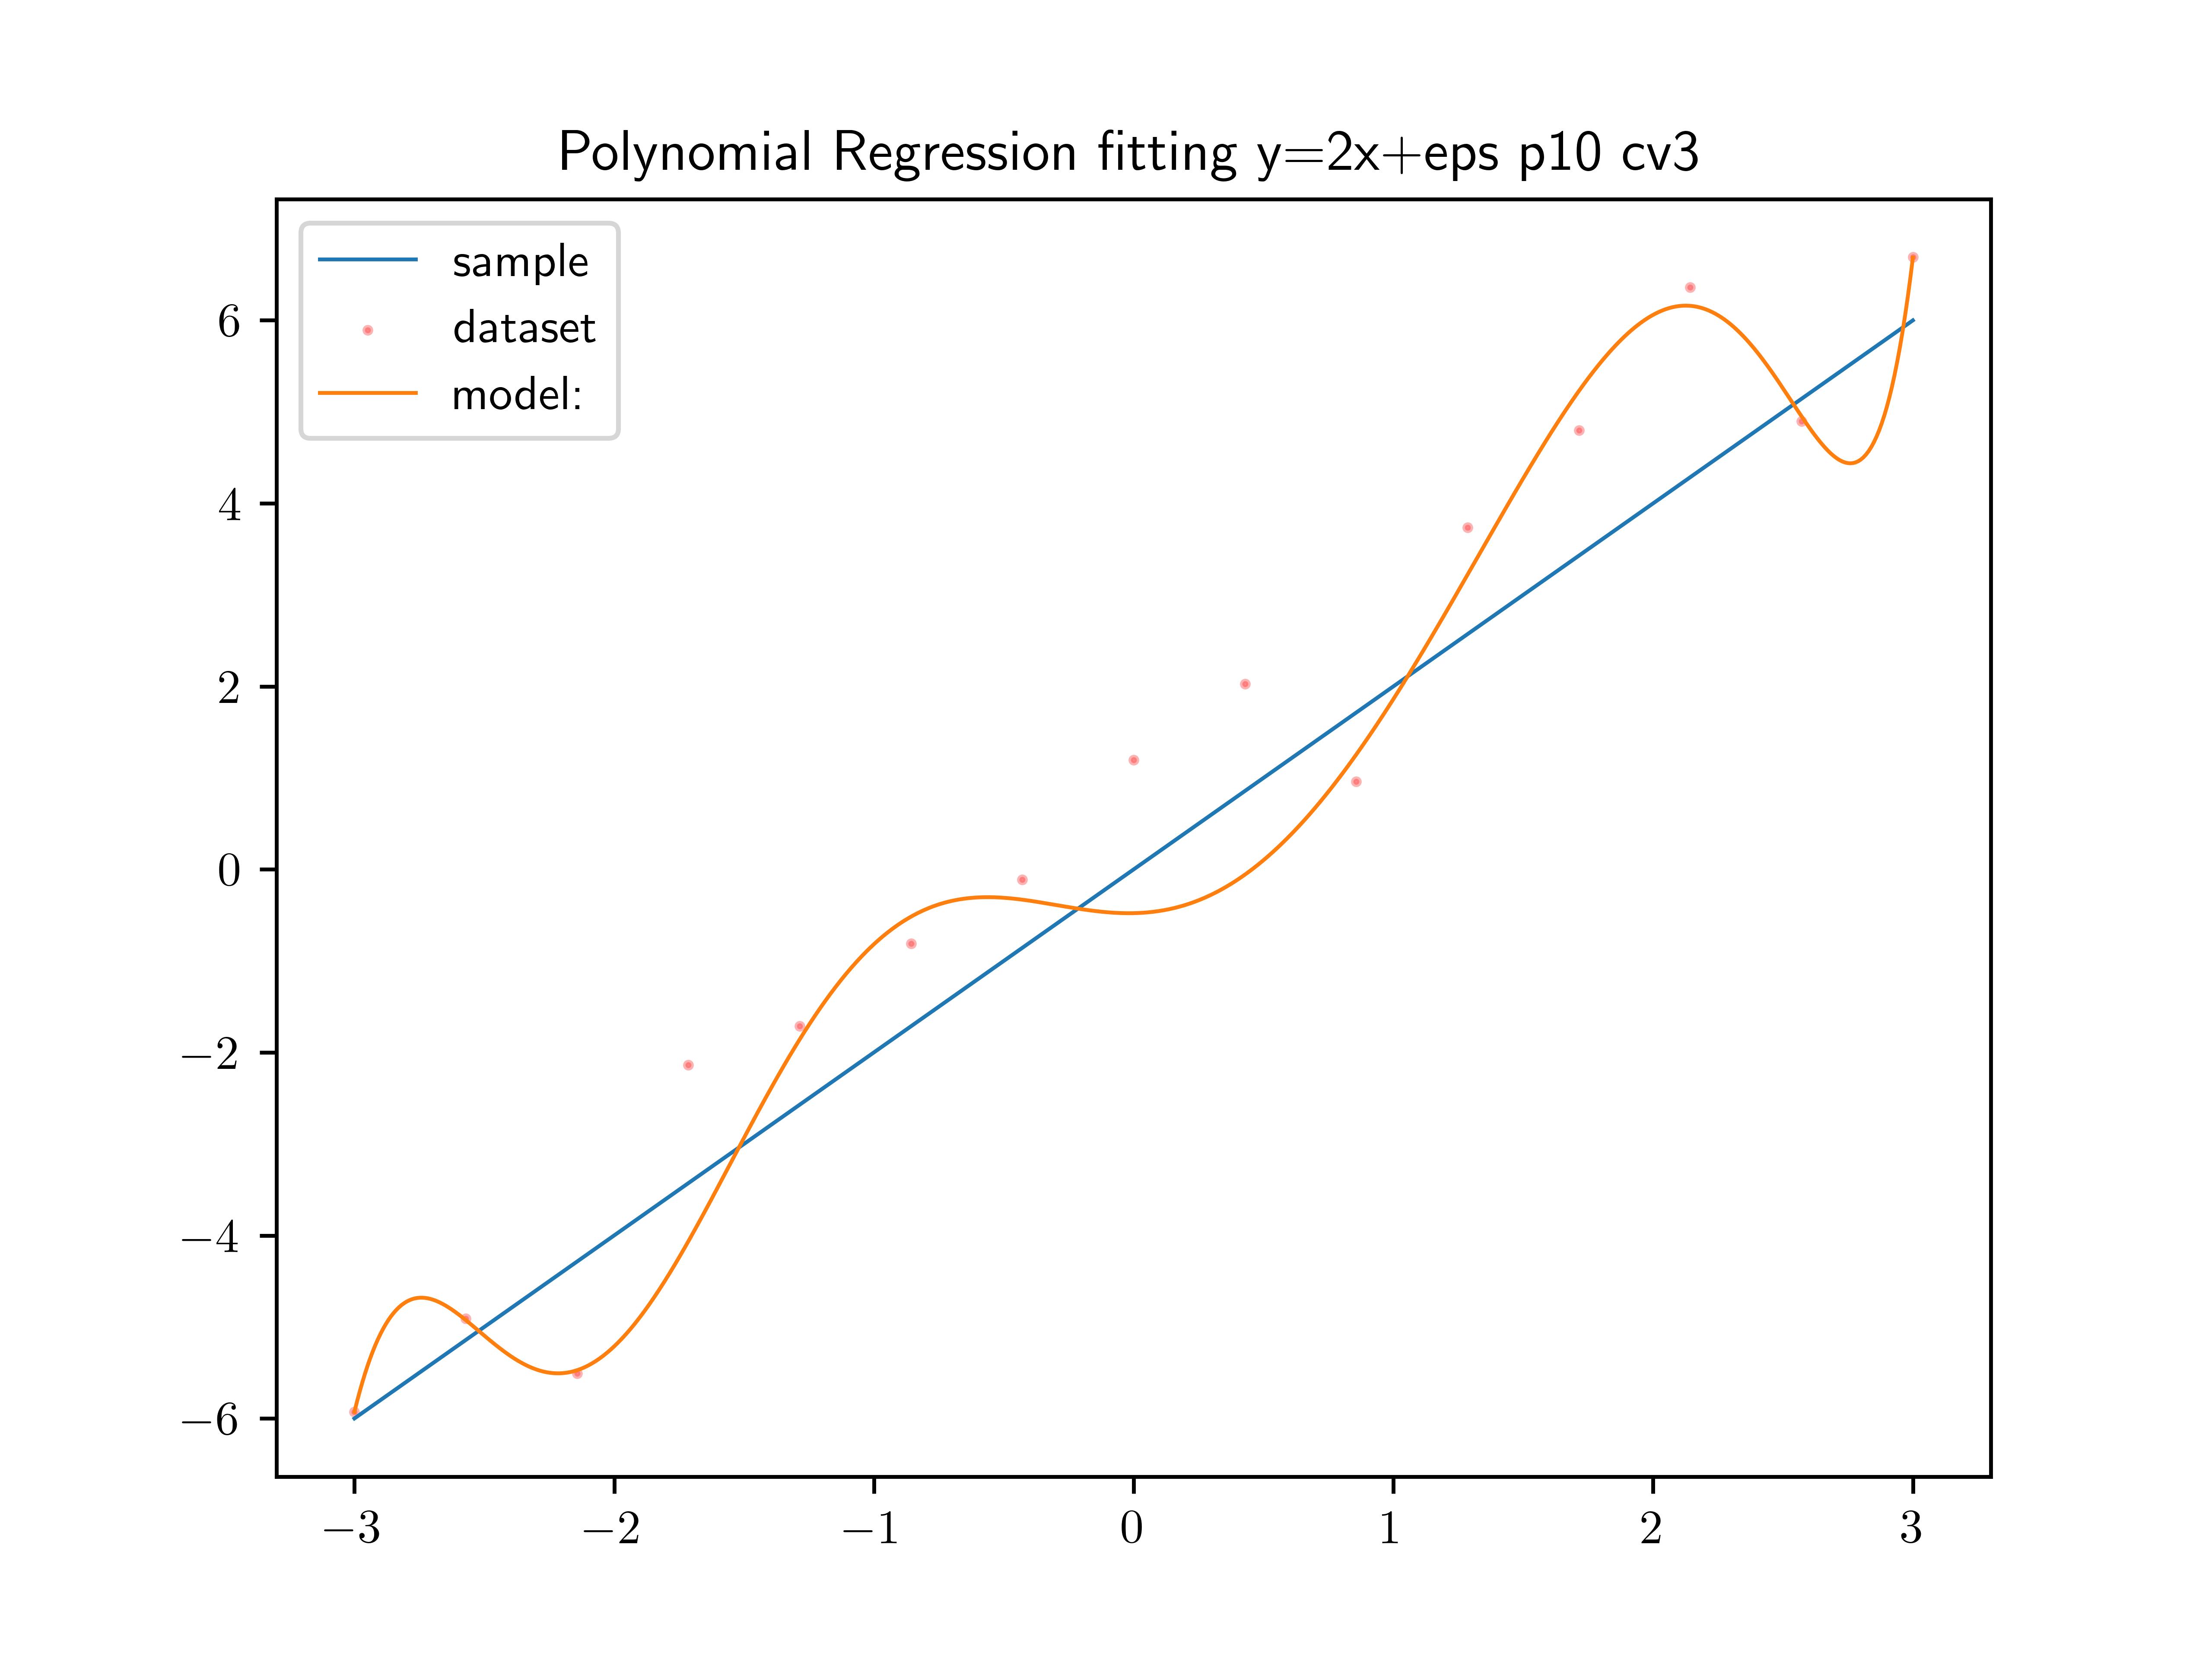 Polynomial Regression fitting y=2x+eps p10 cv3
sample
dataset
model:
6
4
2
0
−2
−4
−6
−3 −2 −1 0 1 2 3